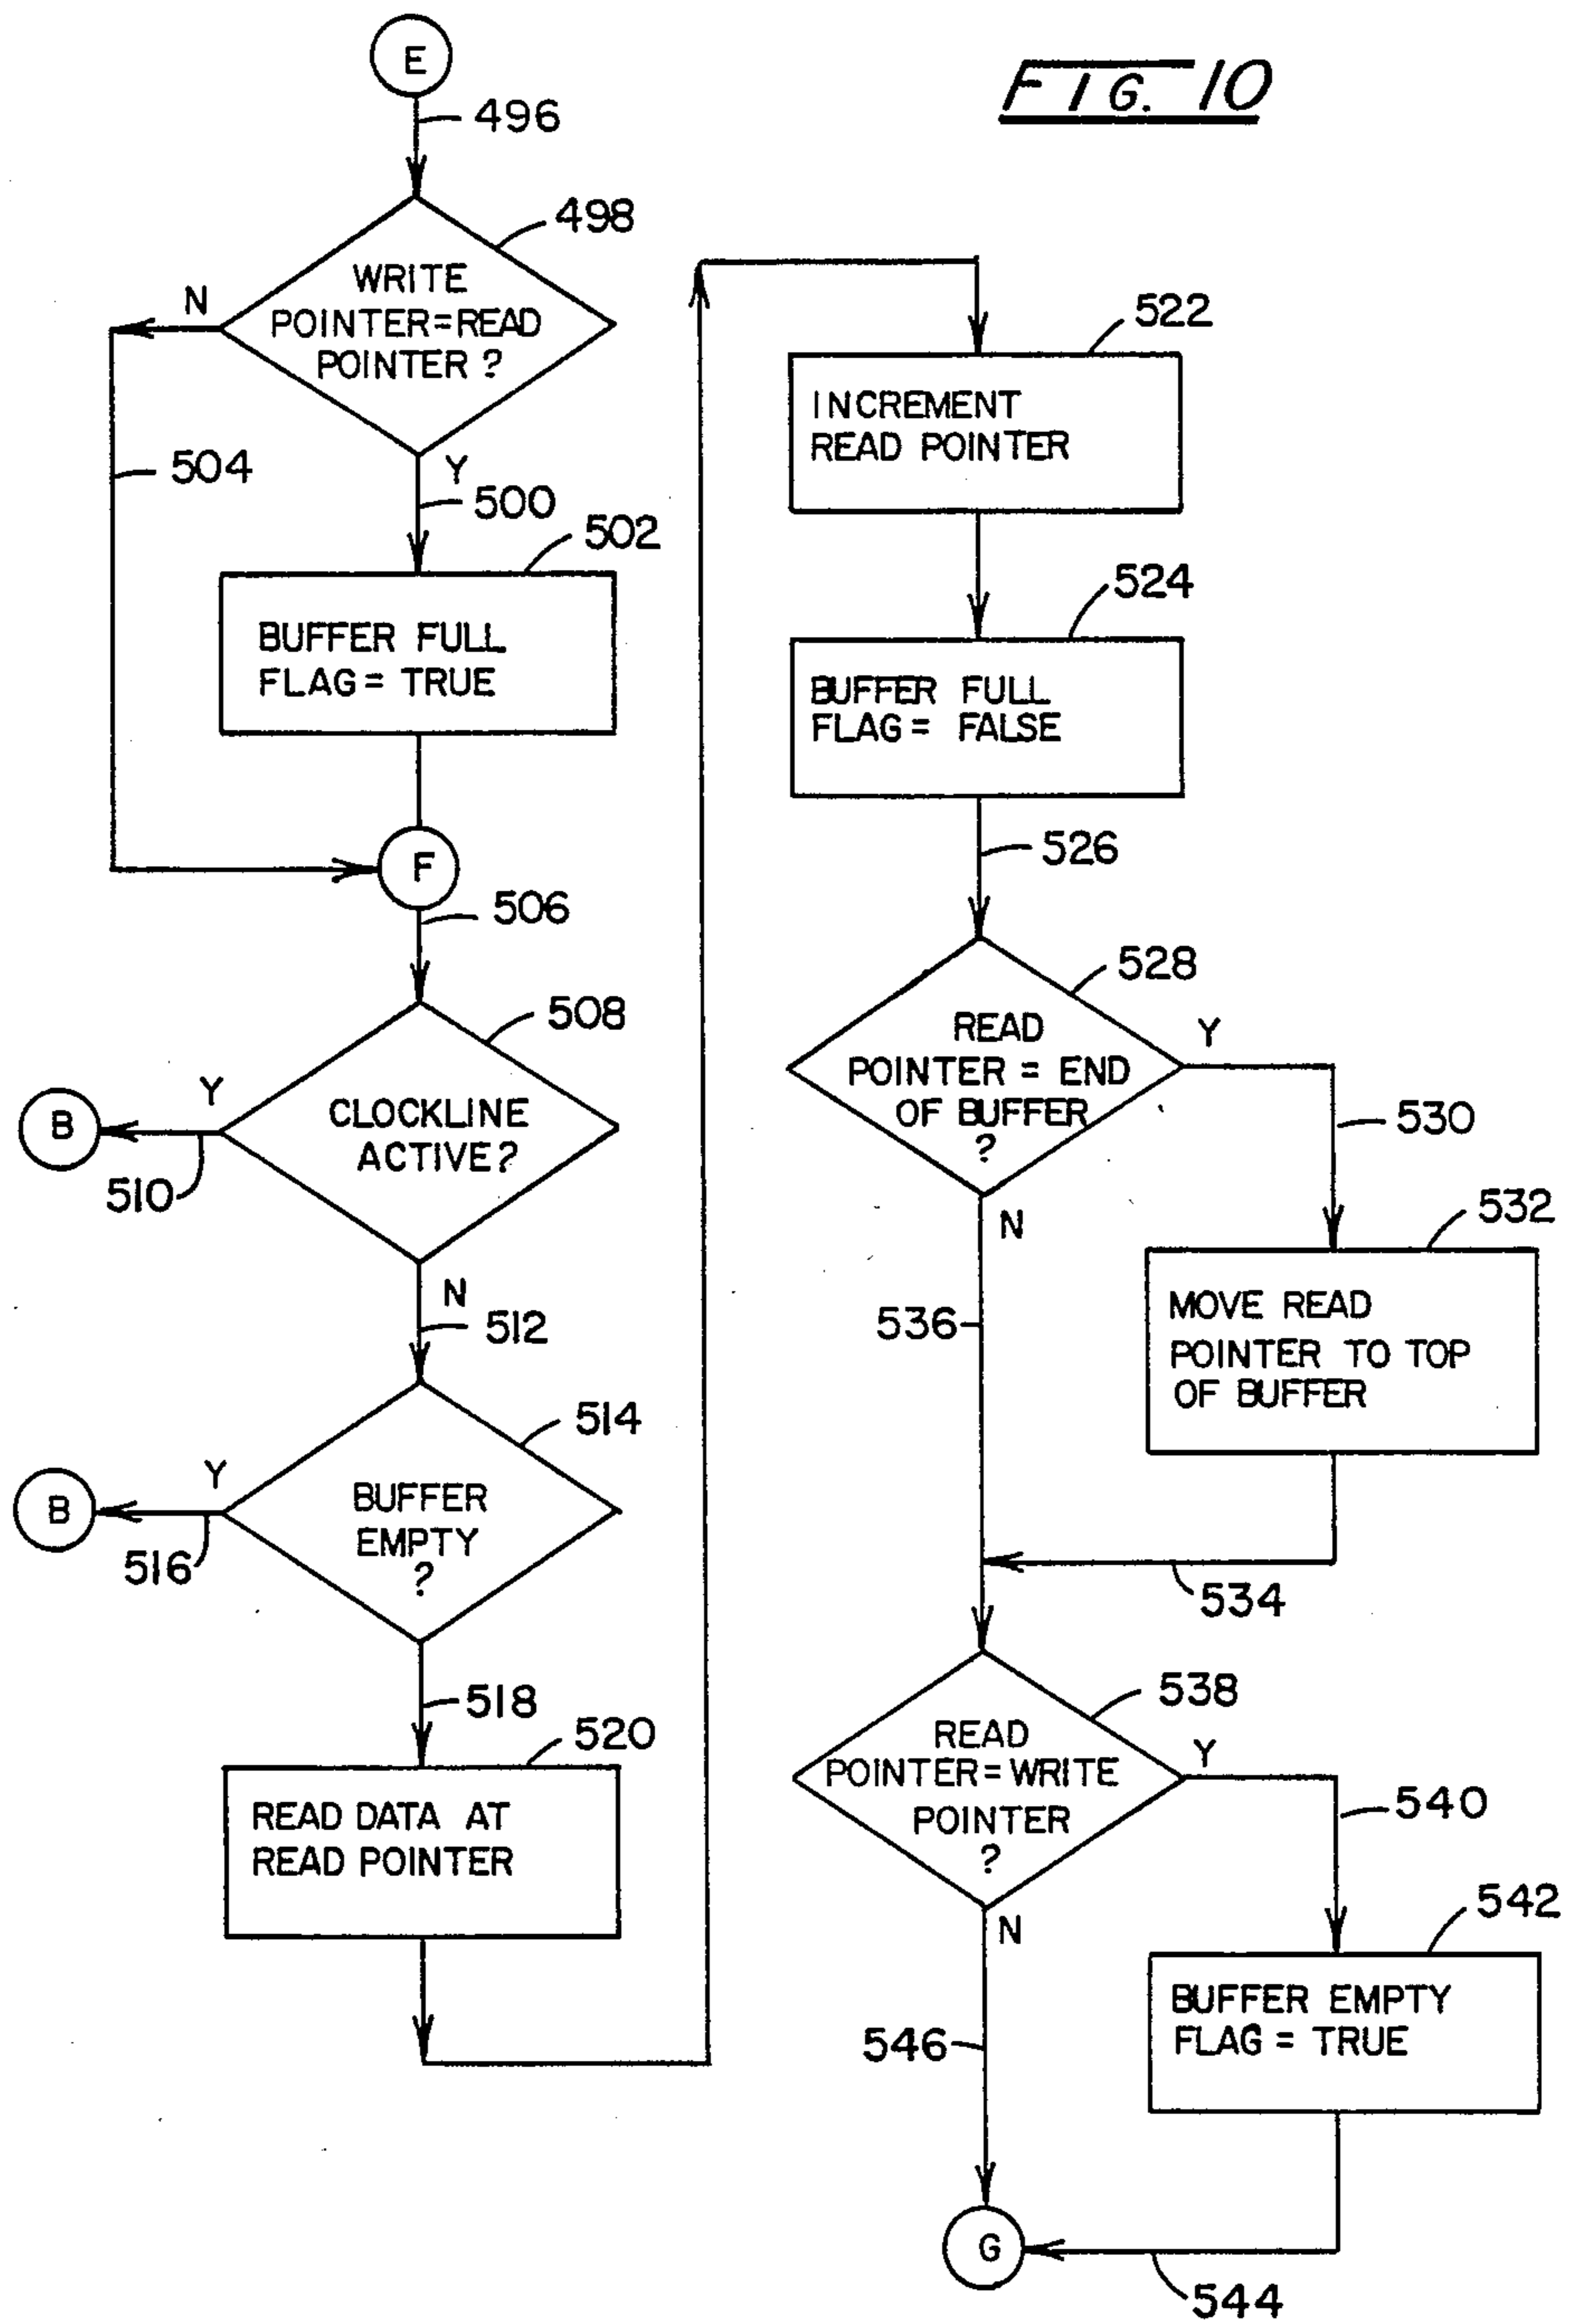 FIG. 10
E
496
498
WRITE
POINTER=READ
POINTER?
N
504
Y
500
502
BUFFER FULL
FLAG= TRUE
F
506
508
CLOCKLINE
ACTIVE?
Y
B
510
N
512
514
BUFFER
EMPTY
?
Y
B
516
518
520
READ DATA AT
READ POINTER
522
INCREMENT
READ POINTER
524
BUFFER FULL
FLAG= FALSE
526
528
READ
POINTER = END
OF BUFFER
?
Y
530
532
MOVE READ
POINTER TO TOP
OF BUFFER
N
536
534
538
READ
POINTER=WRITE
POINTER
?
Y
540
542
BUFFER EMPTY
FLAG = TRUE
N
546
G
544